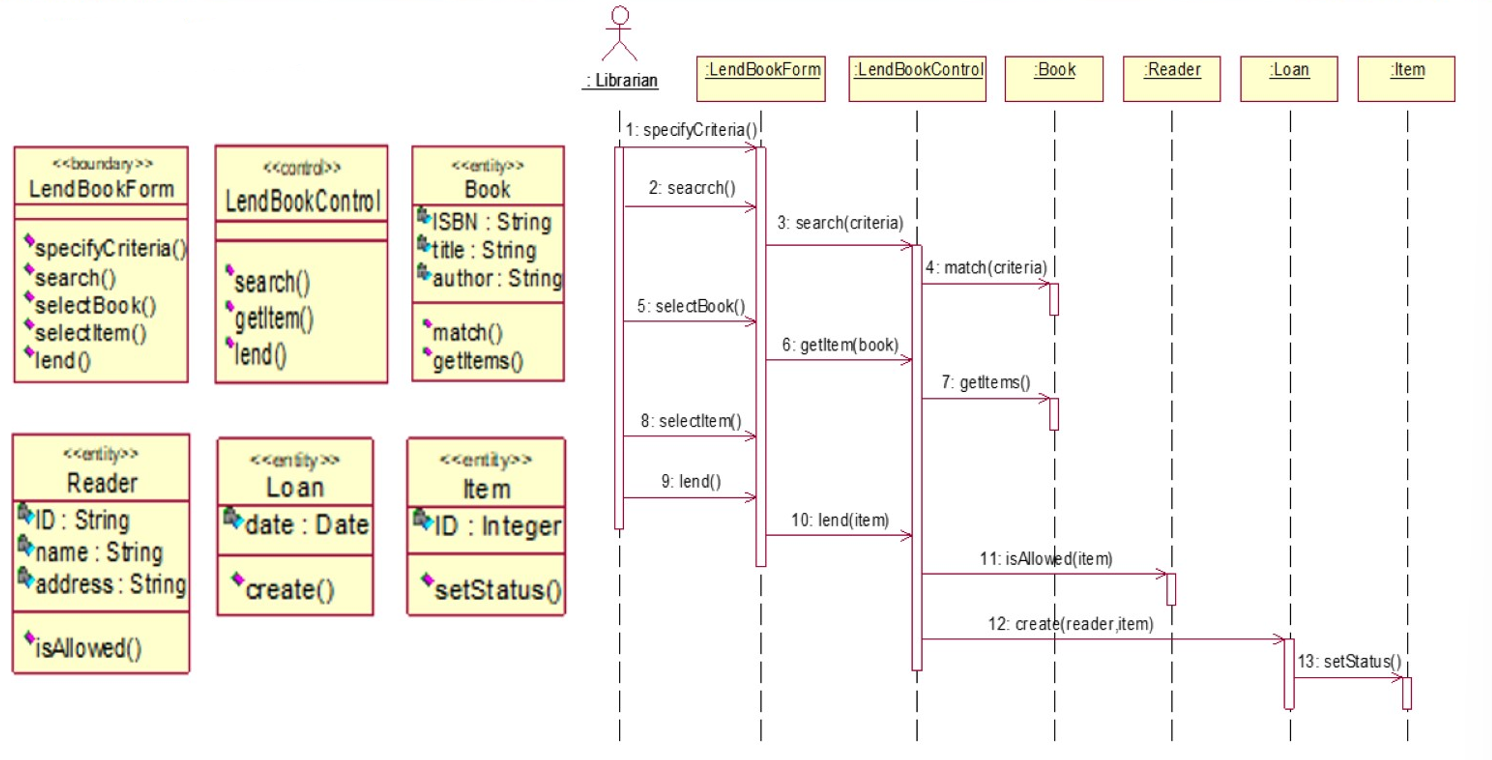 <<boundary>>
LendBookForm
specifyCriteria()
search()
selectBook()
selectItem()
lend()
<<control>>
LendBookControl
search()
getItem()
lend()
<<entity>>
Book
ISBN : String
title : String
author : String
match()
getItems()
<<entity>>
Reader
ID : String
name : String
address : String
isAllowed()
<<entity>>
Loan
date : Date
create()
<<entity>>
Item
ID : Integer
setStatus()
: Librarian
:LendBookForm
:LendBookControl
:Book
:Reader
:Loan
:Item
1: specifyCriteria()
2: seacrch()
3: search(criteria)
4: match(criteria)
5: selectBook()
6: getItem(book)
7: getItems()
8: selectItem()
9: lend()
10: lend(item)
11: isAllowed(item)
12: create(reader,item)
13: setStatus()